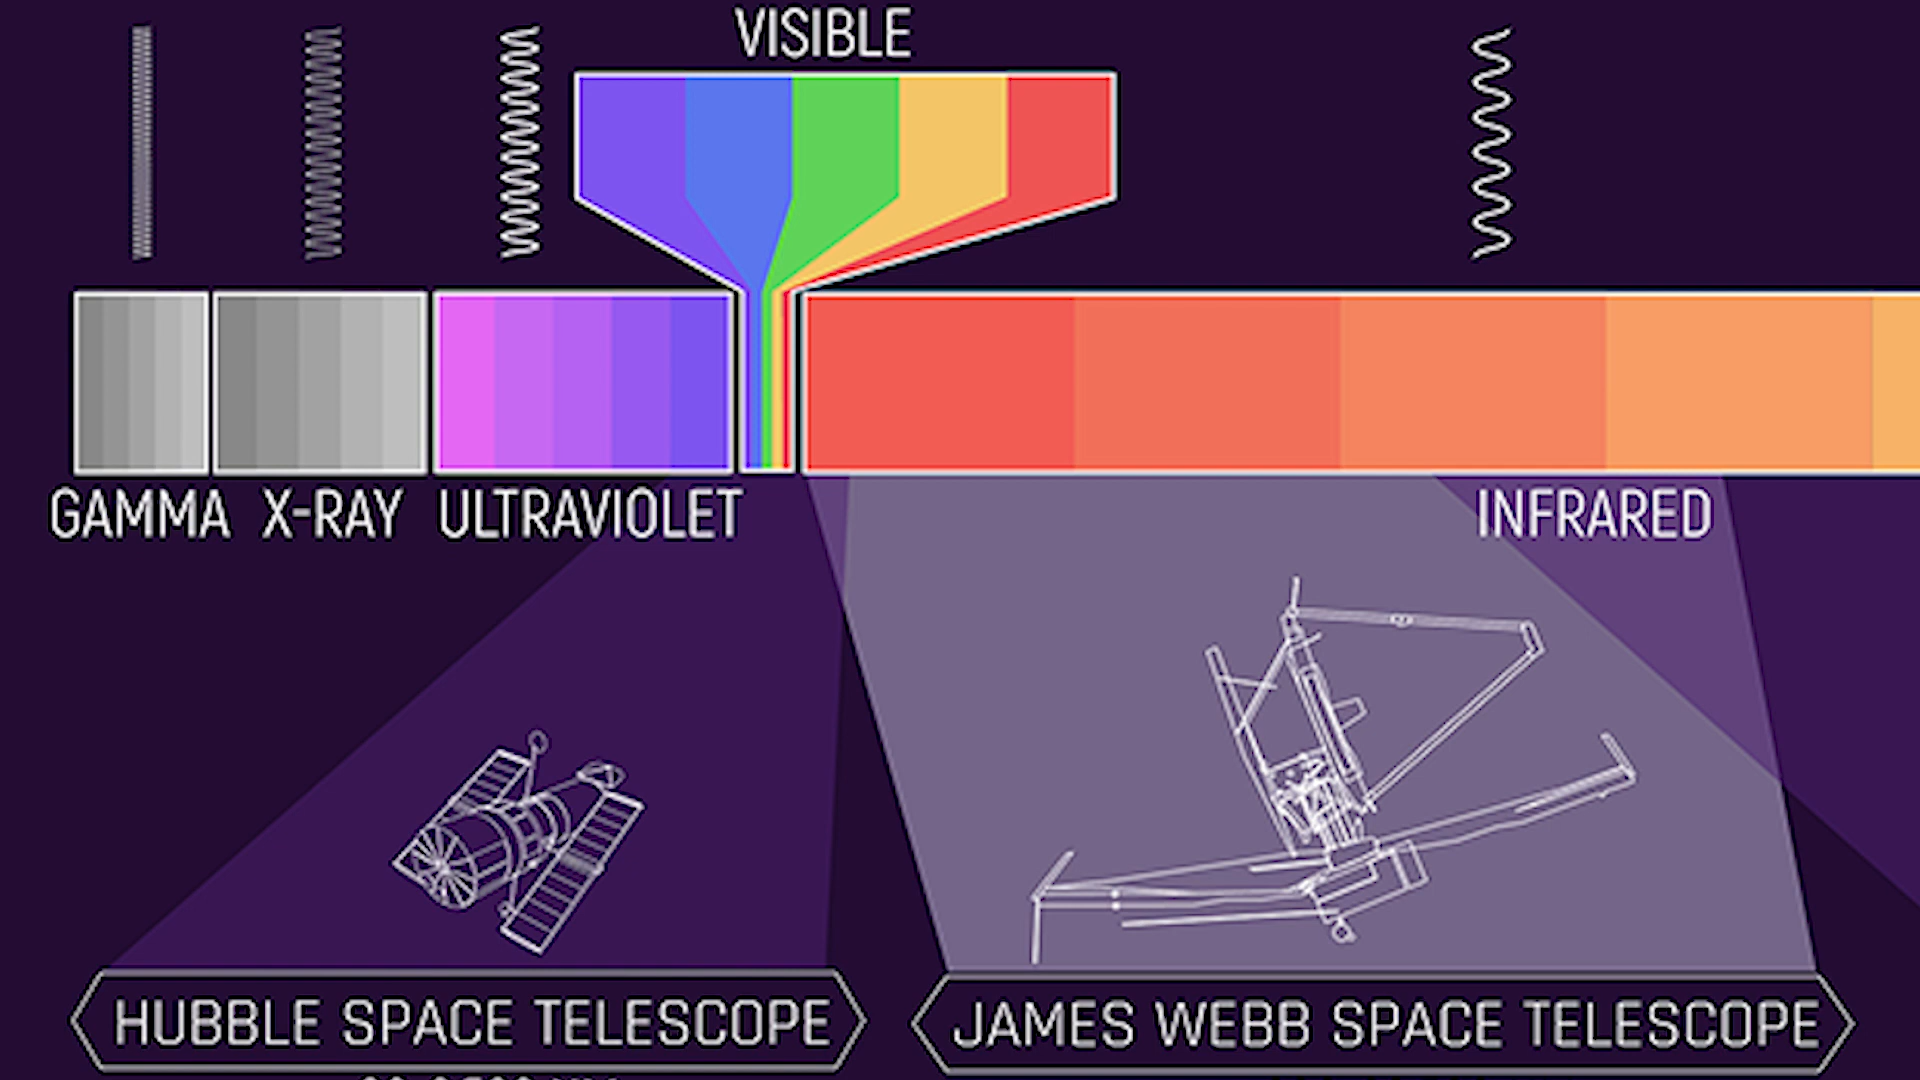 VISIBLE
GAMMA X-RAY ULTRAVIOLET INFRARED
HUBBLE SPACE TELESCOPE
JAMES WEBB SPACE TELESCOPE